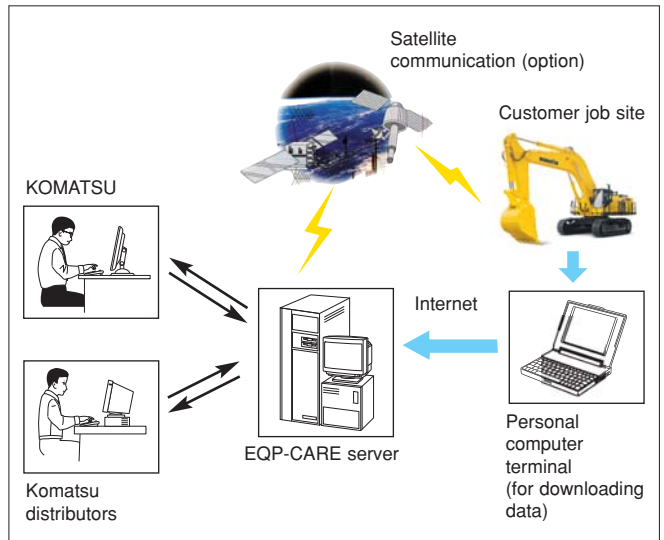 Satellite
communication (option)
Customer job site
KOMATSU
Internet
EQP-CARE server
Personal
computer
terminal
(for downloading
data)
Komatsu
distributors